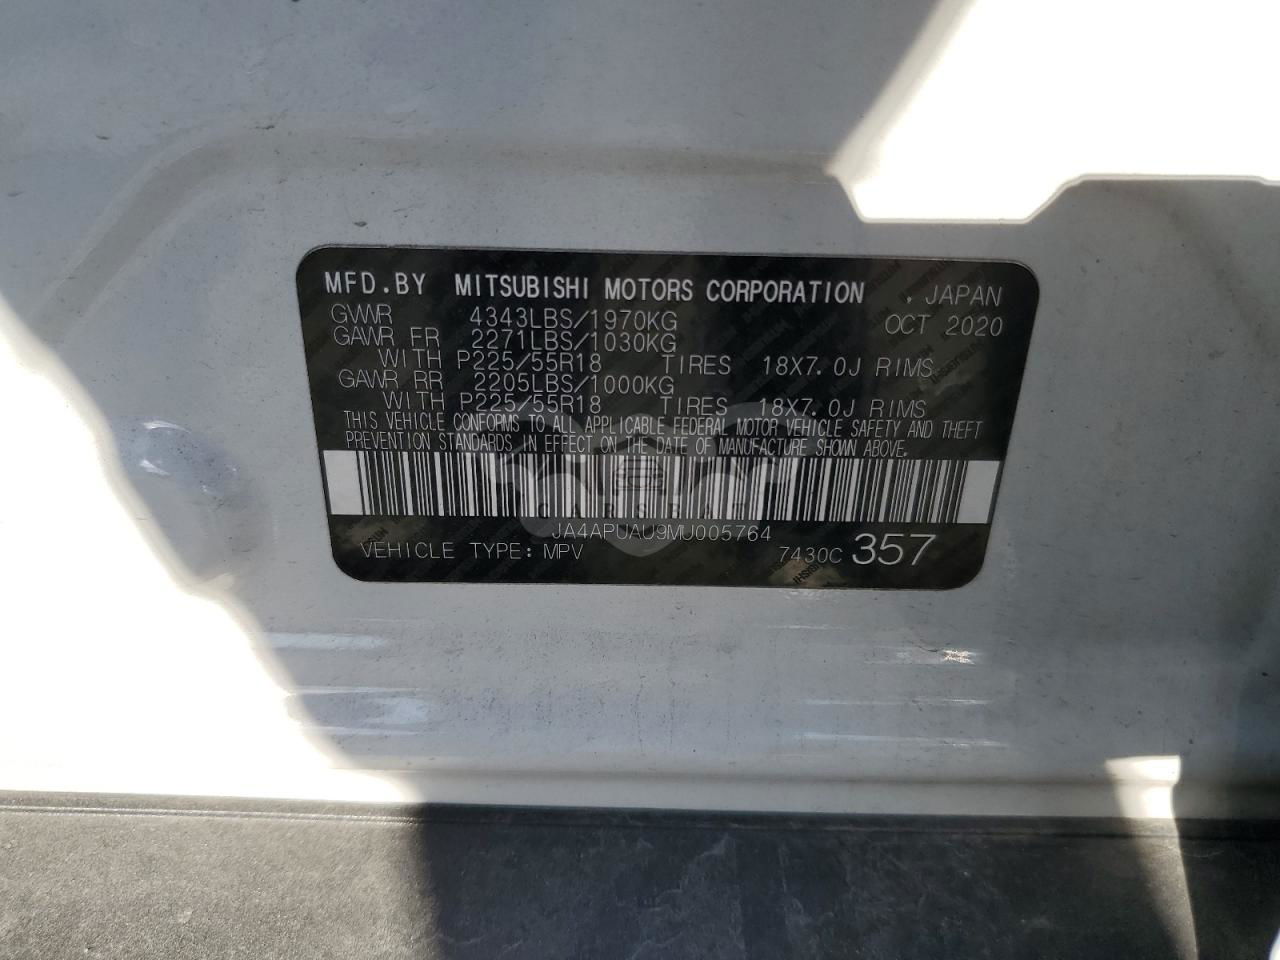 MFD.BY MITSUBISHI MOTORS CORPORATION , JAPAN
GVWR 4343LBS/1970KG OCT 2020
GAWR FR 2271LBS/1030KG
WITH P225/55R18 TIRES 18X7.0J RIMS
GAWR RR 2205LBS/1000KG
WITH P225/55R18 TIRES 18X7.0J RIMS
THIS VEHICLE CONFORMS TO ALL APPLICABLE FEDERAL MOTOR VEHICLE SAFETY AND THEFT
PREVENTION STANDARDS IN EFFECT ON THE DATE OF MANUFACTURE SHOWN ABOVE.
JA4APUAU9MU005764
VEHICLE TYPE: MPV 7430C 357